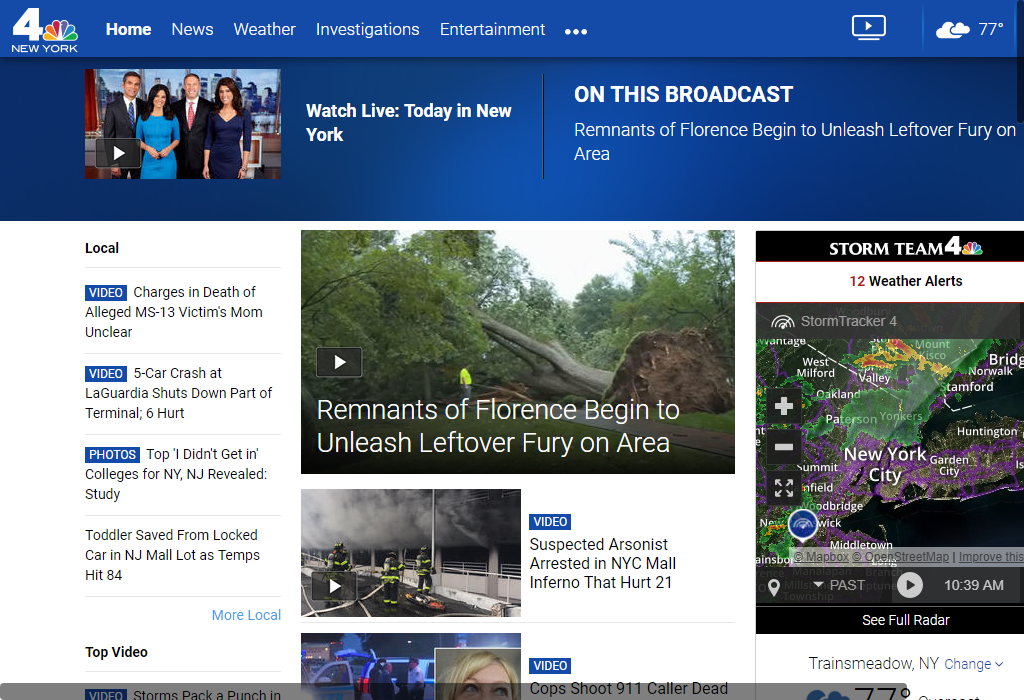 4
NEW YORK
Home
News
Weather
Investigations
Entertainment
77°
Watch Live: Today in New
York
ON THIS BROADCAST
Remnants of Florence Begin to Unleash Leftover Fury on
Area
Local
VIDEO Charges in Death of
Alleged MS-13 Victim's Mom
Unclear
VIDEO 5-Car Crash at
LaGuardia Shuts Down Part of
Terminal; 6 Hurt
PHOTOS Top 'I Didn't Get in'
Colleges for NY, NJ Revealed:
Study
Toddler Saved From Locked
Car in NJ Mall Lot as Temps
Hit 84
More Local
Top Video
VIDEO Storms Pack a Punch in
Remnants of Florence Begin to
Unleash Leftover Fury on Area
VIDEO
Suspected Arsonist
Arrested in NYC Mall
Inferno That Hurt 21
VIDEO
Cops Shoot 911 Caller Dead
STORM TEAM 4
12 Weather Alerts
StormTracker 4
Mount
Kisco
West
Milford
Valley
Norwalk
Stamford
Oakland
Paterson
Yonkers
Huntington
New York
City
Garden
City
Middletown
© Mapbox © OpenStreetMap | Improve this
Township
PAST
10:39 AM
See Full Radar
Trainsmeadow, NY Change
77°
Overcast